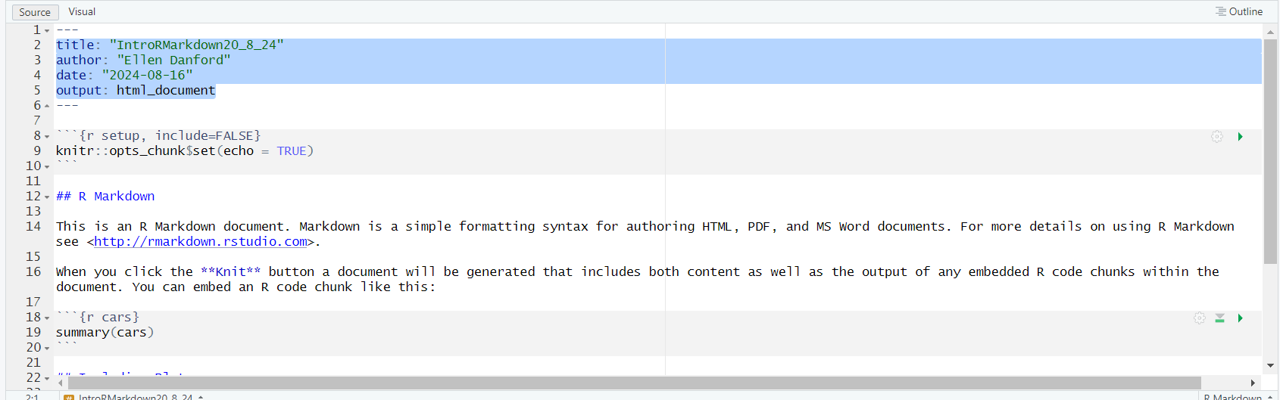 Source Visual Outline
1 ---
2 title: "IntroRMarkdown20_8_24"
3 author: "Ellen Danford"
4 date: "2024-08-16"
5 output: html_document
6 ---
7
8 ```{r setup, include=FALSE}
9 knitr::opts_chunk$set(echo = TRUE)
10 ```
11
12 ## R Markdown
13
14 This is an R Markdown document. Markdown is a simple formatting syntax for authoring HTML, PDF, and MS Word documents. For more details on using R Markdown
see <http://rmarkdown.rstudio.com>.
15
16 When you click the **Knit** button a document will be generated that includes both content as well as the output of any embedded R code chunks within the
document. You can embed an R code chunk like this:
17
18 ```{r cars}
19 summary(cars)
20 ```
21
22 ## Including Plots
23
2:1 IntroRMarkdown20_8_24 R Markdown